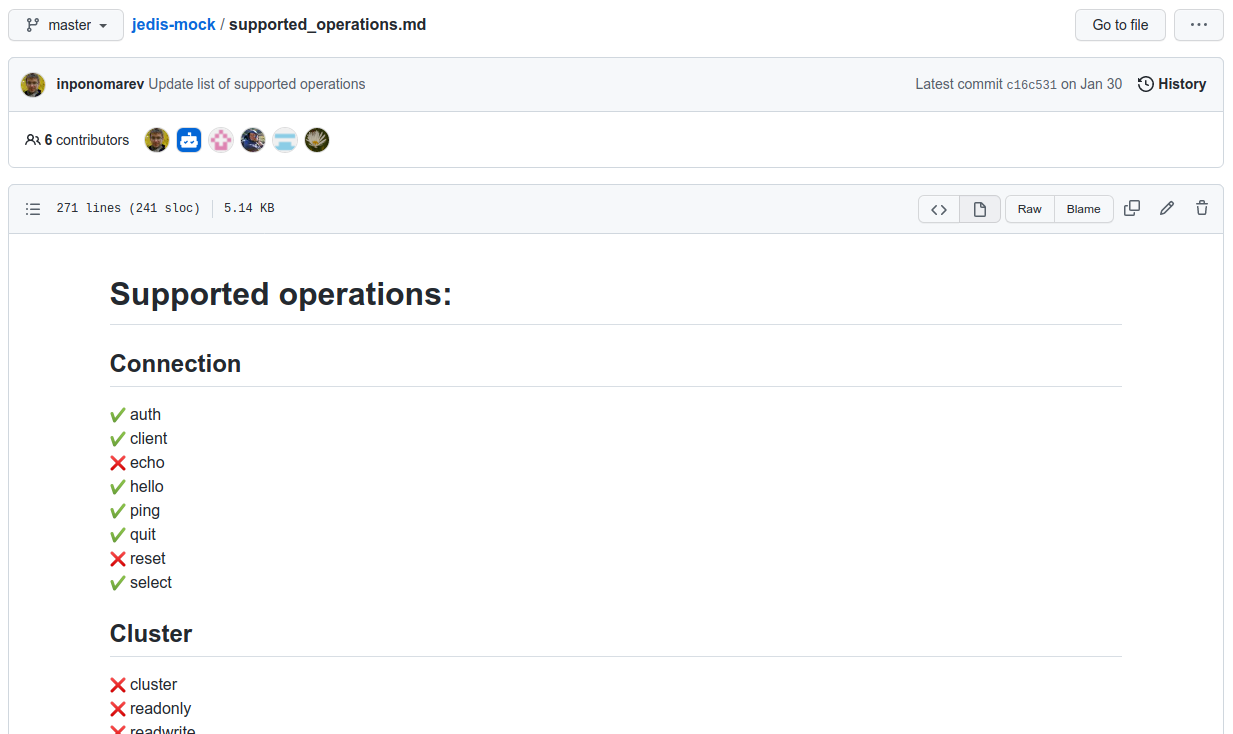 master jedis-mock / supported_operations.md Go to file ...
inponomarev Update list of supported operations Latest commit c16c531 on Jan 30 History
6 contributors
271 lines (241 sloc) 5.14 KB <> Raw Blame
Supported operations:
Connection
✔ auth
✔ client
❌ echo
✔ hello
✔ ping
✔ quit
❌ reset
✔ select
Cluster
❌ cluster
❌ readonly
❌ readwrite